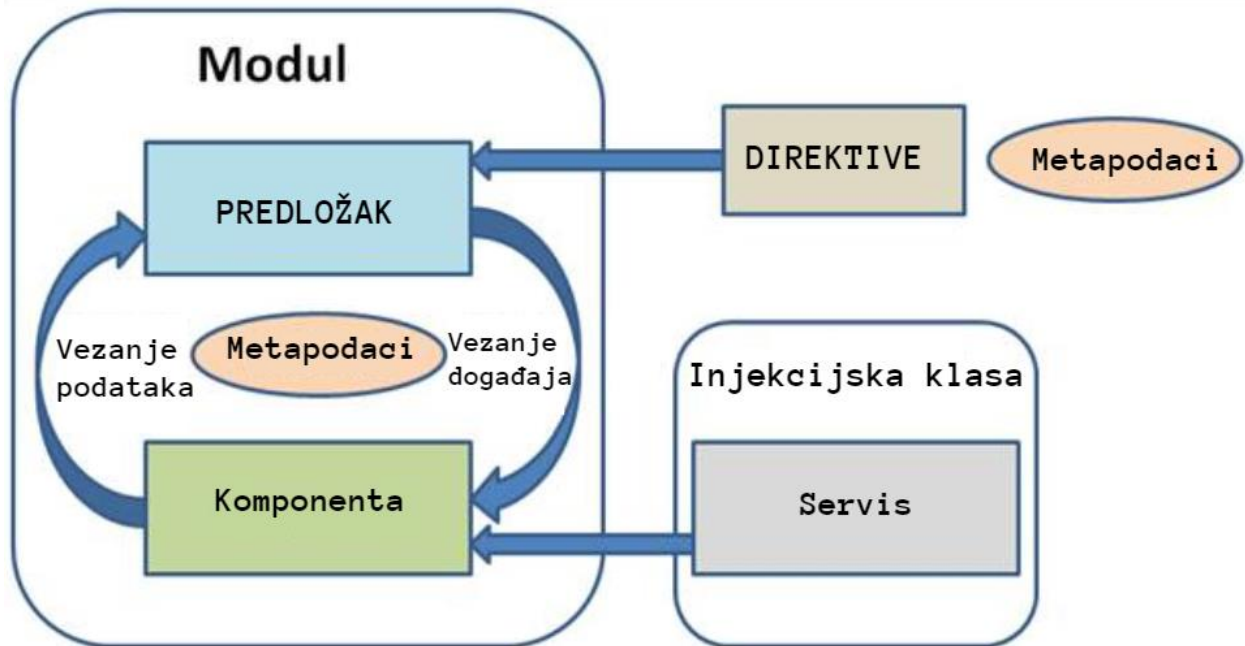 Modul
PREDLOŽAK
DIREKTIVE
Metapodaci
Vezanje
podataka
Metapodaci
Vezanje
događaja
Injekcijska klasa
Komponenta
Servis